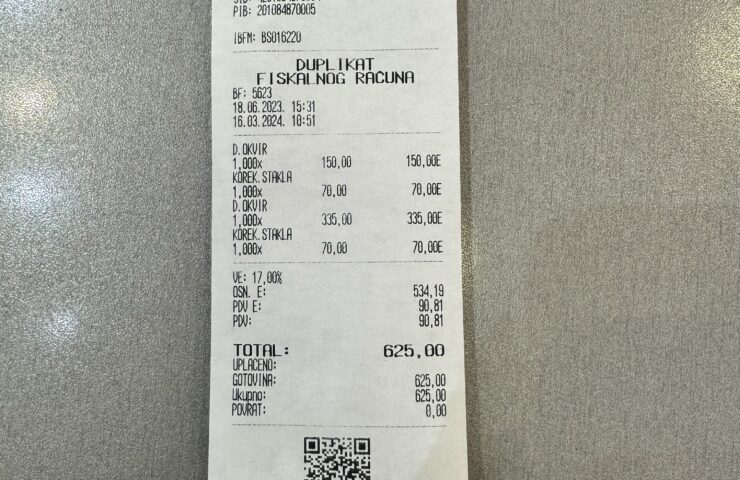 PIB: 201084870005
IBFM: BS016220
DUPLIKAT
FISKALNOG RAČUNA
BF: 5623
18.06.2023. 15:31
16.03.2024. 10:51
D.OKVIR
1,000x 150,00 150,00E
KOREK.STAKLA
1,000x 70,00 70,00E
D.OKVIR
1,000x 335,00 335,00E
KOREK.STAKLA
1,000x 70,00 70,00E
VE: 17,00%
OSN. E: 534,19
PDV E: 90,81
PDV: 90,81
TOTAL: 625,00
UPLAĆENO:
GOTOVINA: 625,00
Ukupno: 625,00
POVRAT: 0,00